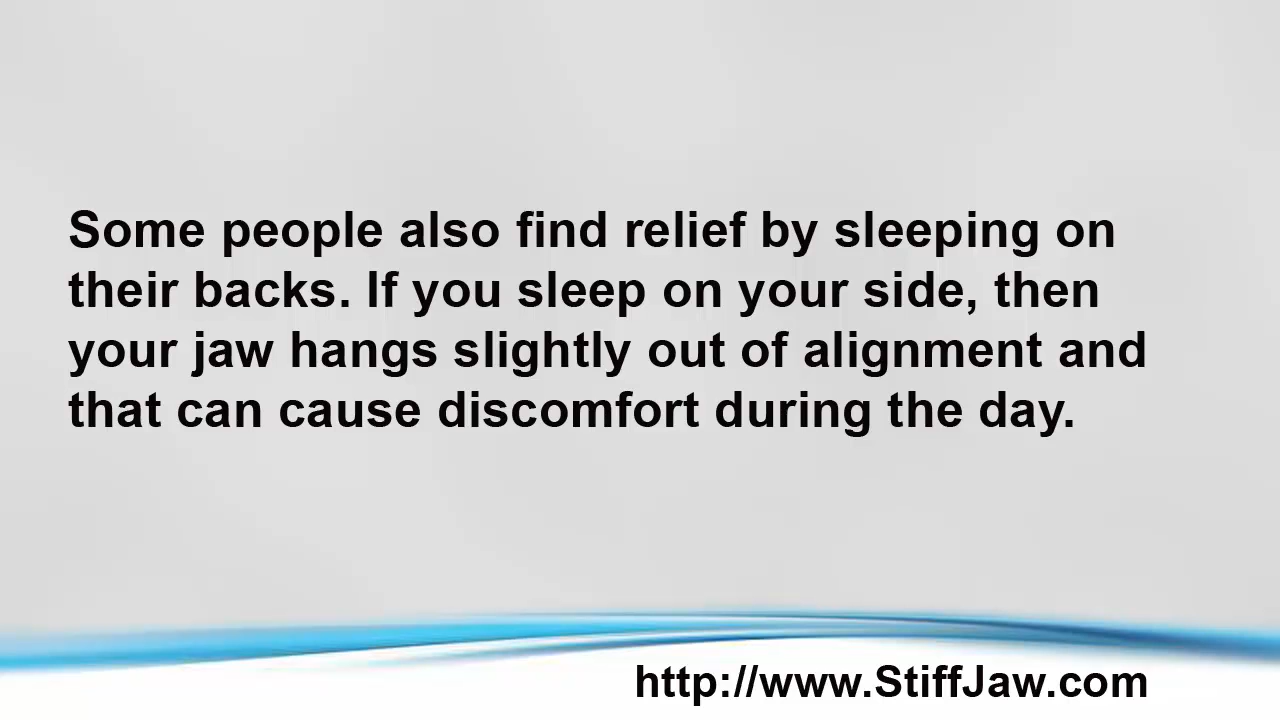 Some people also find relief by sleeping on
their backs. If you sleep on your side, then
your jaw hangs slightly out of alignment and
that can cause discomfort during the day.
http://www.StiffJaw.com